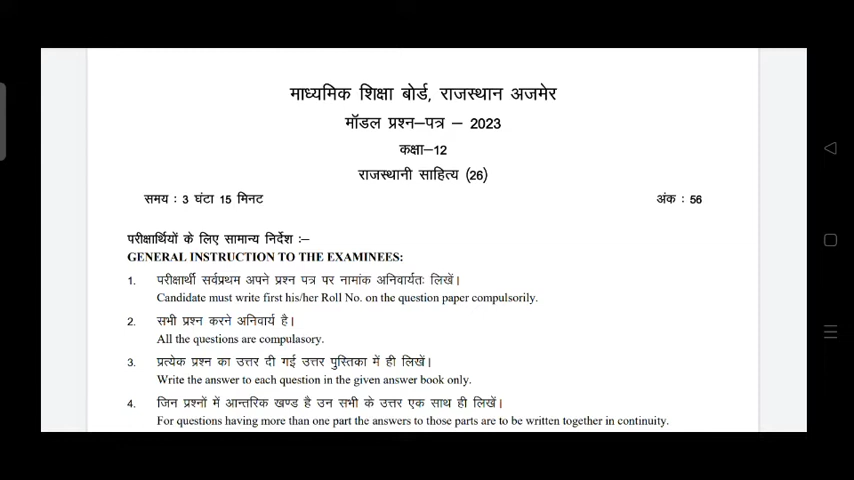 माध्यमिक शिक्षा बोर्ड, राजस्थान अजमेर
मॉडल प्रश्न–पत्र – 2023
कक्षा–12
राजस्थानी साहित्य (26)
समय : 3 घंटा 15 मिनट अंक : 56
परीक्षार्थियों के लिए सामान्य निर्देश :–
GENERAL INSTRUCTION TO THE EXAMINEES:
1. परीक्षार्थी सर्वप्रथम अपने प्रश्न पत्र पर नामांक अनिवार्यतः लिखें।
Candidate must write first his/her Roll No. on the question paper compulsorily.
2. सभी प्रश्न करने अनिवार्य है।
All the questions are compulasory.
3. प्रत्येक प्रश्न का उत्तर दी गई उत्तर पुस्तिका में ही लिखें।
Write the answer to each question in the given answer book only.
4. जिन प्रश्नों में आन्तरिक खण्ड है उन सभी के उत्तर एक साथ ही लिखें।
For questions having more than one part the answers to those parts are to be written together in continuity.